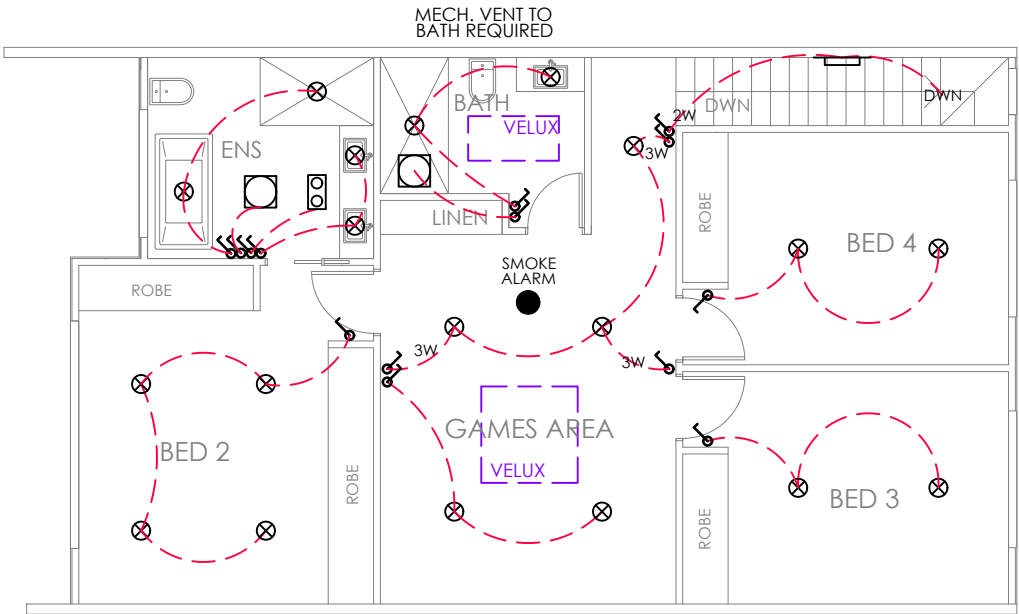 MECH. VENT TO
BATH REQUIRED
BATH
DWN
DWN
2W
VELUX
3W
ENS
ROBE
LINEN
BED 4
SMOKE
ALARM
ROBE
3W
3W
GAMES AREA
BED 2
VELUX
ROBE
BED 3
ROBE